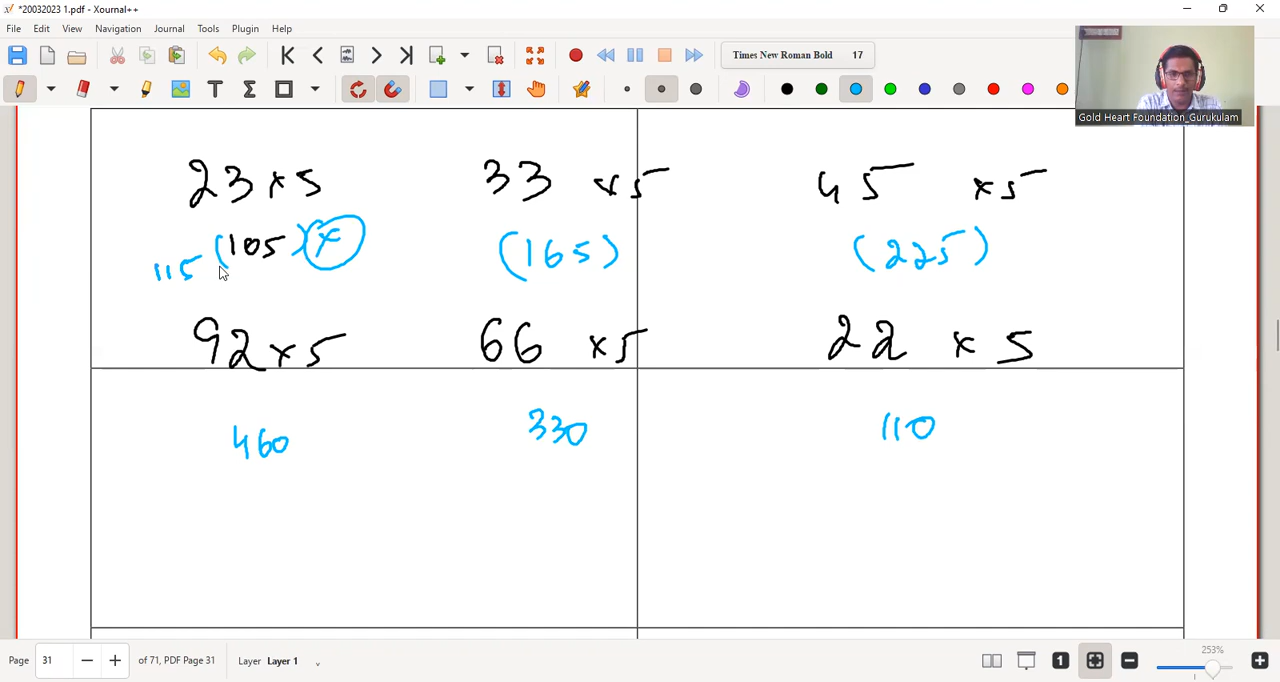 *20032023 1.pdf - Xournal++
File Edit View Navigation Journal Tools Plugin Help
Times New Roman Bold 17
Gold Heart Foundation_Gurukulam
23 x 5 33 x 5 45 x 5
115 (105) x (165) (225)
92 x 5 66 x 5 22 x 5
460 330 110
Page 31 of 71, PDF Page 31 Layer Layer 1 1 253%